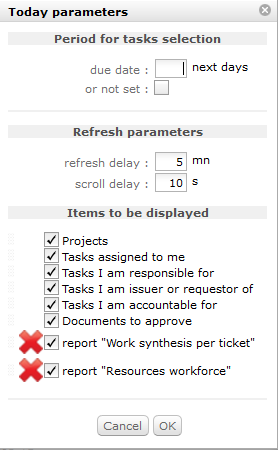 Today parameters
Period for tasks selection
due date : next days
or not set :
Refresh parameters
refresh delay : 5 mn
scroll delay : 10 s
Items to be displayed
Projects
Tasks assigned to me
Tasks I am responsible for
Tasks I am issuer or requestor of
Tasks I am accountable for
Documents to approve
report "Work synthesis per ticket"
report "Resources workforce"
Cancel OK